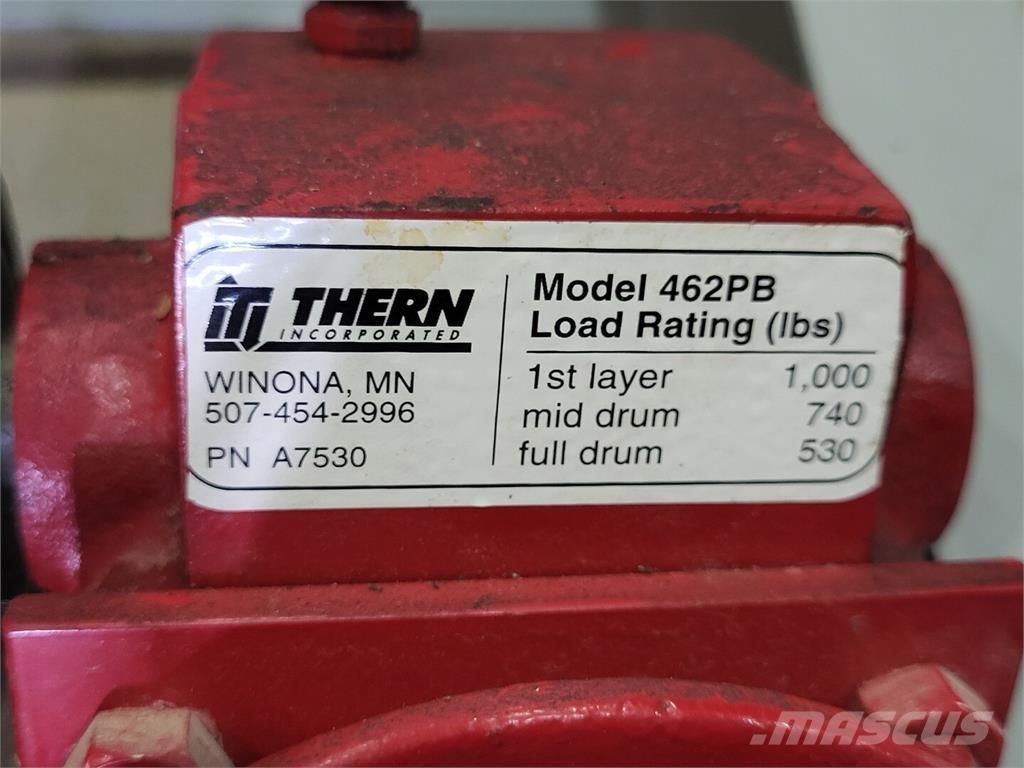 THERN
INCORPORATED
WINONA, MN
507-454-2996
PN A7530
Model 462PB
Load Rating (lbs)
1st layer 1,000
mid drum 740
full drum 530
MASCUS